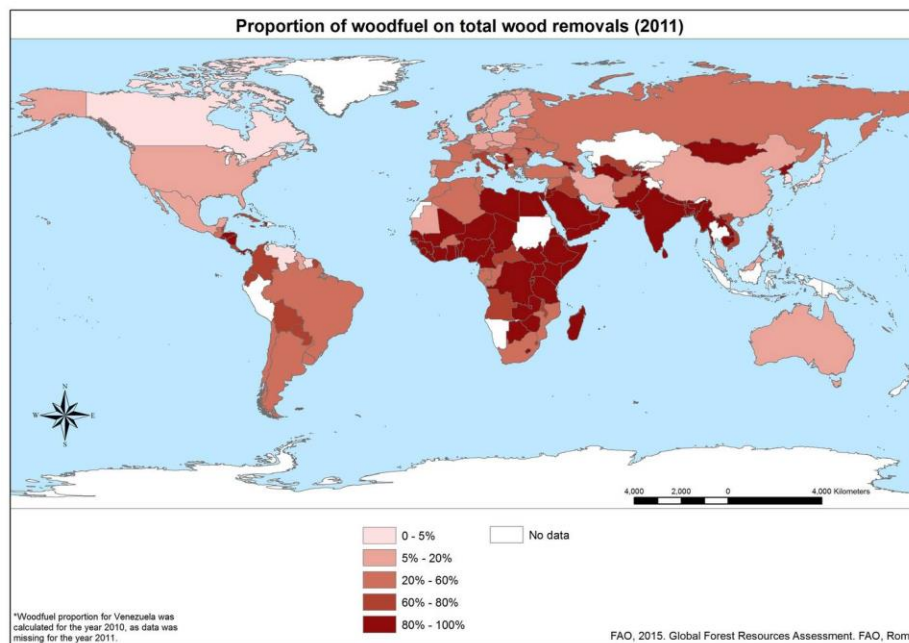 Proportion of woodfuel on total wood removals (2011)
N
W
E
S
4,000
2,000
0
4,000 Kilometers
0 - 5%
5% - 20%
20% - 60%
60% - 80%
80% - 100%
No data
*Woodfuel proportion for Venezuela was
calculated for the year 2010, as data was
missing for the year 2011.
FAO, 2015. Global Forest Resources Assessment. FAO, Rom